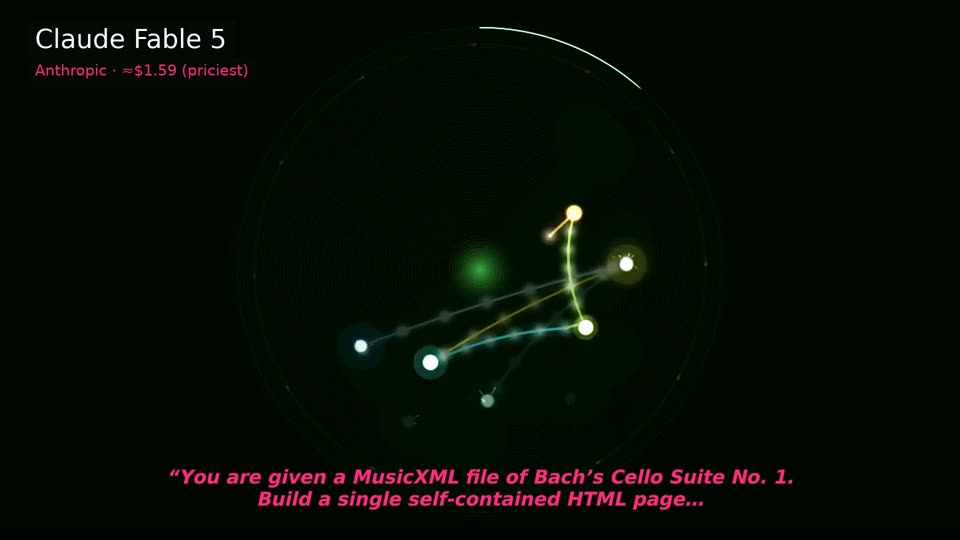 Claude Fable 5
Anthropic · ≈$1.59 (priciest)
“You are given a MusicXML file of Bach’s Cello Suite No. 1.
Build a single self-contained HTML page…